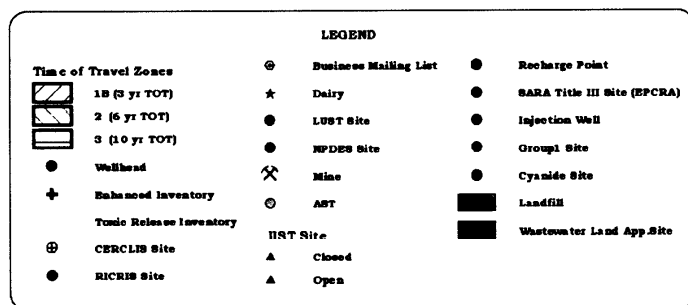 LEGEND
Time of Travel Zones
1B (3 yr TOT)
2 (6 yr TOT)
3 (10 yr TOT)
Wellhead
Enhanced Inventory
Toxic Release Inventory
CERCLIS Site
RICRIS Site
Business Mailing List
Dairy
LUST Site
NPDES Site
Mine
AST
UST Site
Closed
Open
Recharge Point
SARA Title III Site (EPCRA)
Injection Well
Group1 Site
Cyanide Site
Landfill
Wastewater Land App.Site